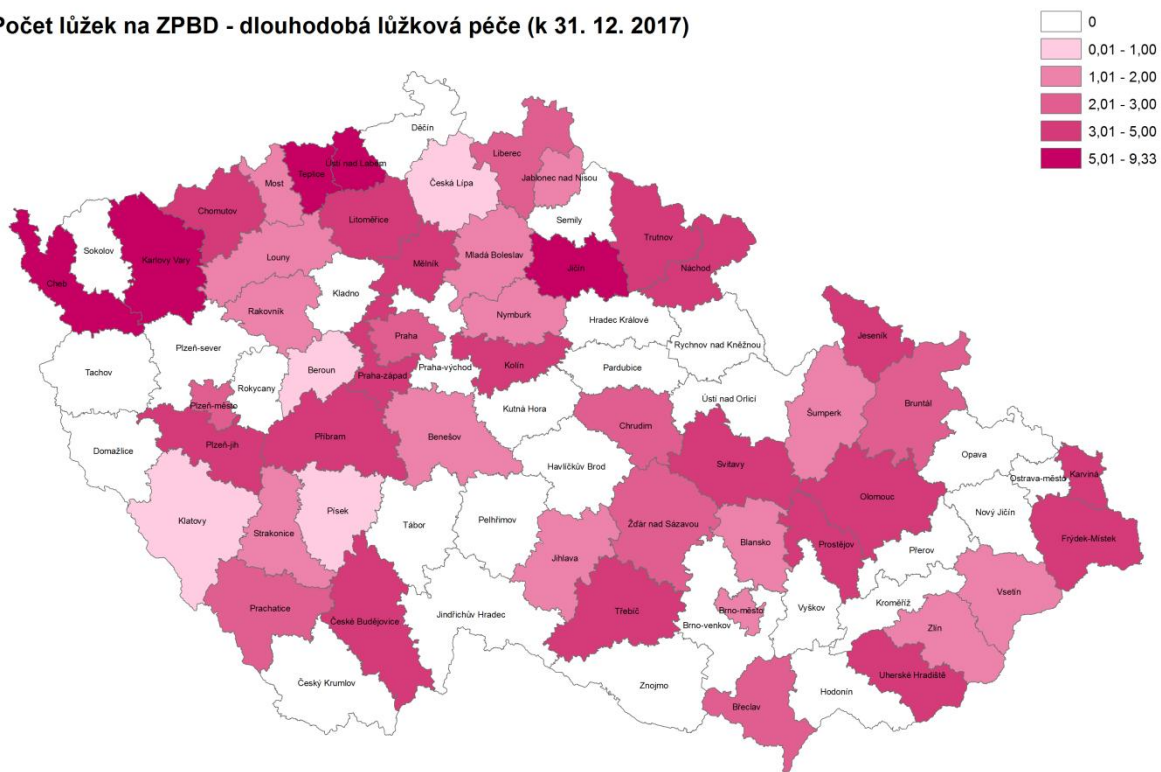 Počet lůžek na ZPBD - dlouhodobá lůžková péče (k 31. 12. 2017)
0
0,01 - 1,00
1,01 - 2,00
2,01 - 3,00
3,01 - 5,00
5,01 - 9,33
Děčín
Liberec
Ústí nad Labem
Teplice
Jablonec nad Nisou
Most
Česká Lípa
Chomutov
Litoměřice
Semily
Trutnov
Sokolov
Karlovy Vary
Louny
Mělník
Mladá Boleslav
Jičín
Náchod
Cheb
Kladno
Rakovník
Nymburk
Hradec Králové
Praha
Rychnov nad Kněžnou
Jeseník
Plzeň-sever
Tachov
Rokycany
Beroun
Praha-západ
Praha-východ
Kolín
Pardubice
Ústí nad Orlicí
Plzeň-město
Kutná Hora
Chrudim
Šumperk
Bruntál
Domažlice
Plzeň-jih
Příbram
Benešov
Havlíčkův Brod
Svitavy
Opava
Ostrava-město
Karviná
Olomouc
Nový Jičín
Klatovy
Strakonice
Písek
Tábor
Pelhřimov
Žďár nad Sázavou
Blansko
Prostějov
Přerov
Frýdek-Místek
Jihlava
Vsetín
Prachatice
České Budějovice
Jindřichův Hradec
Třebíč
Brno-město
Brno-venkov
Vyškov
Kroměříž
Zlín
Český Krumlov
Znojmo
Břeclav
Hodonín
Uherské Hradiště